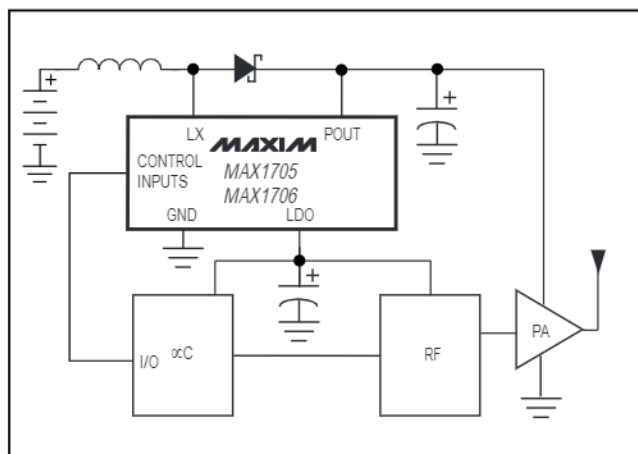 +
+
LX
MAXIM
POUT
+
CONTROL
INPUTS
MAX1705
MAX1706
GND
LDO
+
I/O
∝C
RF
PA